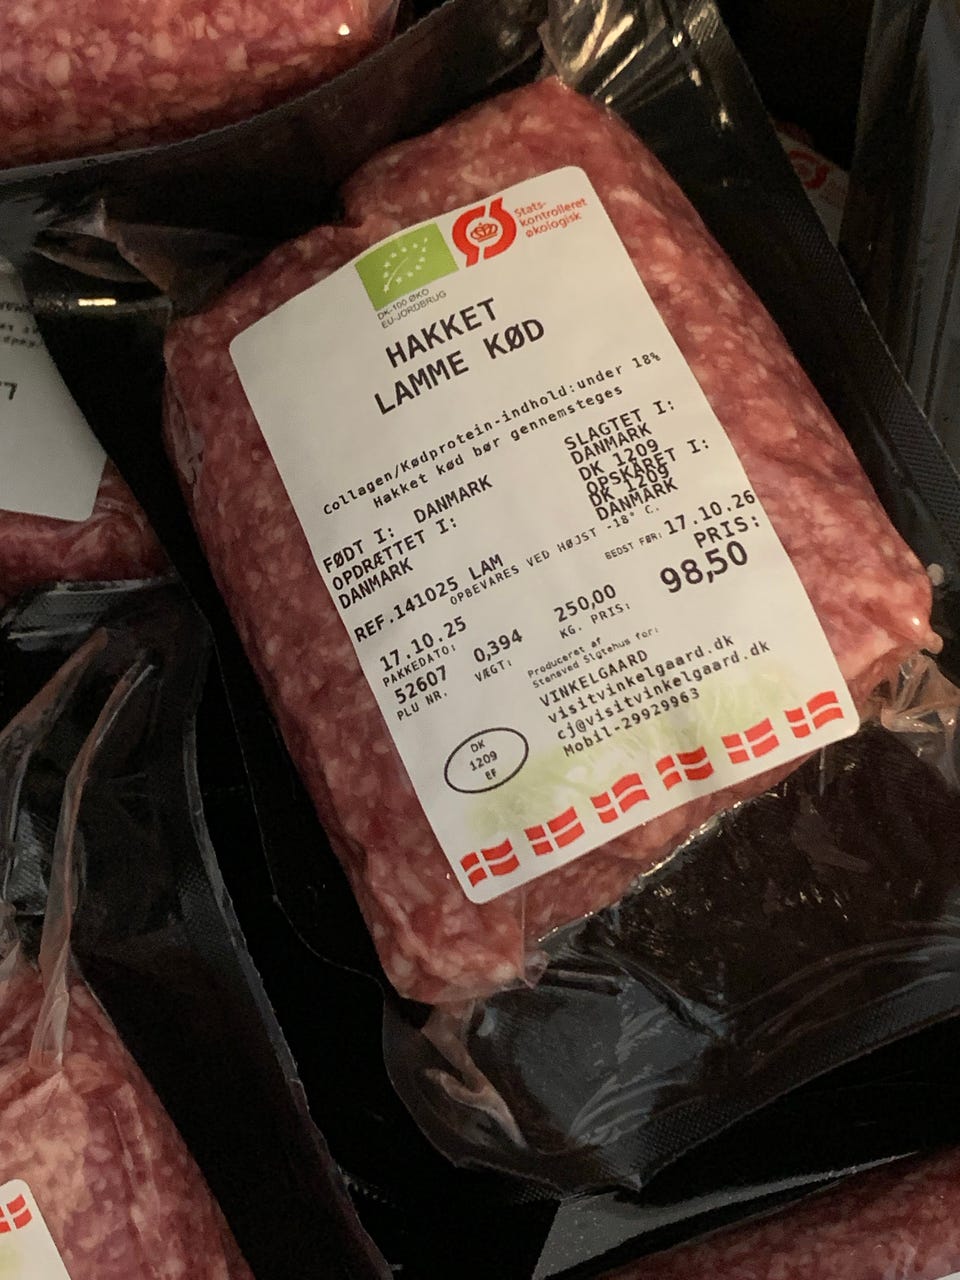 Stats-
kontrolleret
økologisk
DK-100 ØKO
EU-JORDBRUG
HAKKET
LAMME KØD
Collagen/Kødprotein-indhold:under 18%
Hakket kød bør gennemsteges
FØDT I: DANMARK
OPDRÆTTET I:
DANMARK
SLAGTET I:
DANMARK
DK 1209
OPSKÅRET I:
DK 1209
DANMARK
REF.141025 LAM
OPBEVARES VED HØJST -18° C.
BEDST FØR: 17.10.26
17.10.25
PAKKEDATO:
0,394
VÆGT:
250,00
KG. PRIS:
PRIS:
98,50
52607
PLU NR.
Produceret af
Stensved Slgtehus for:
VINKELGAARD
visitvinkelgaard.dk
cj@visitvinkelgaard.dk
Mobil-29929963
DK
1209
EF